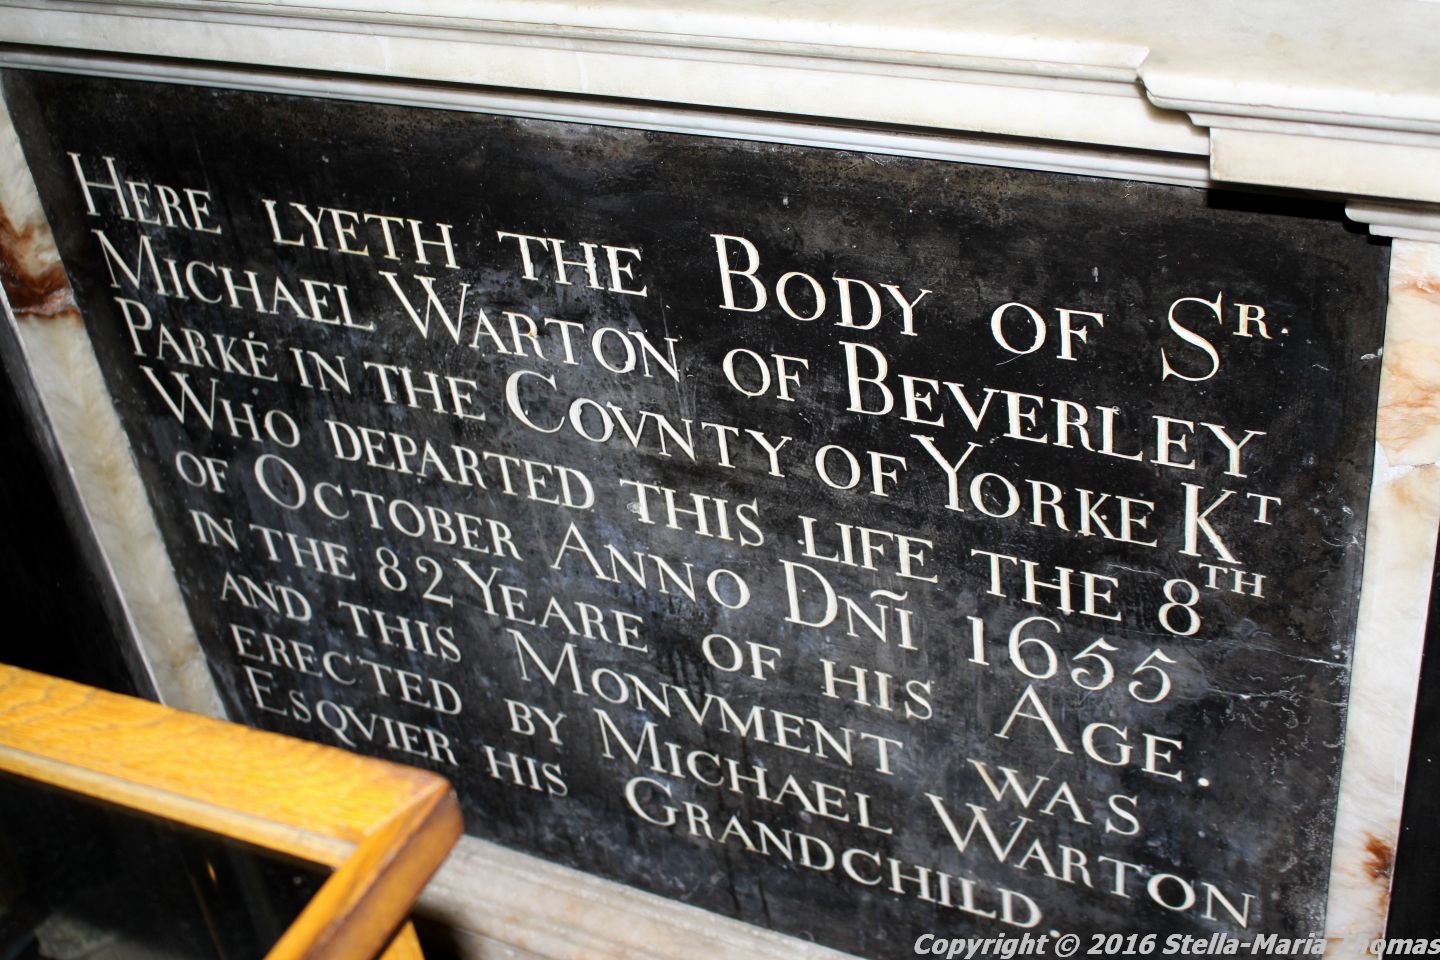 HERE LYETH THE BODY OF SR.
MICHAEL WARTON OF BEVERLEY
PARKE IN THE COVNTY OF YORKE KT
WHO DEPARTED THIS LIFE THE 8TH
OF OCTOBER ANNO DÑI 1655
IN THE 82 YEARE OF HIS AGE.
AND THIS MONVMENT WAS
ERECTED BY MICHAEL WARTON
ESQVIER HIS GRANDCHILD.
Copyright © 2016 Stella-Maria Thomas